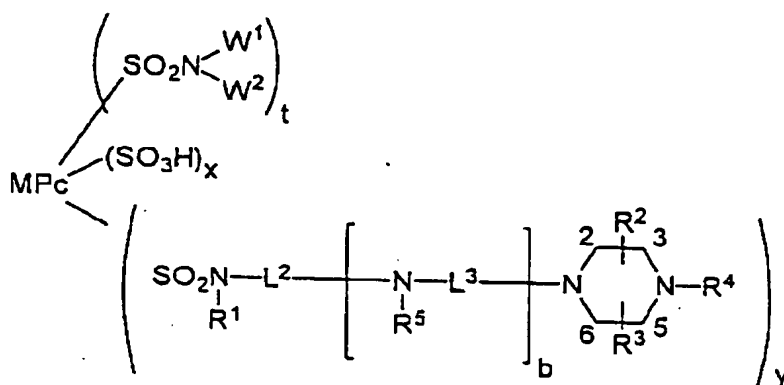 W¹
SO₂N
W²
t
(SO₃H)ₓ
MPc
R² 2 3
SO₂N L² N L³ N N R⁴
R¹ R⁵ 6 R³ 5
b
y